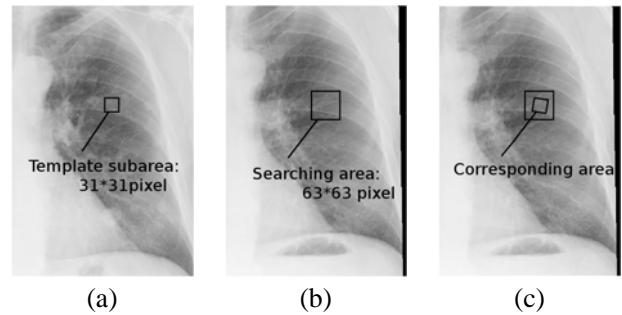 Template subarea:
31*31pixel
Searching area:
63*63 pixel
Corresponding area
(a)
(b)
(c)